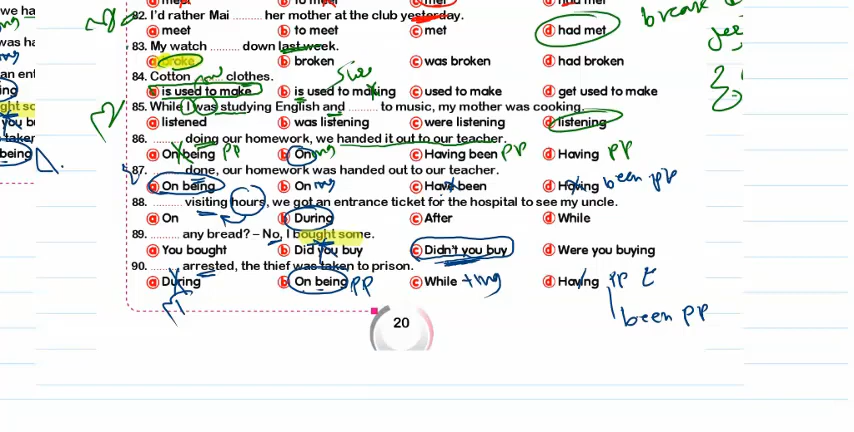 82. I'd rather Mai .......... her mother at the club yesterday.
ⓐ meet ⓑ to meet ⓒ met ⓓ had met
83. My watch .......... down last week.
ⓐ broke ⓑ broken ⓒ was broken ⓓ had broken
84. Cotton .......... clothes.
ⓐ is used to make ⓑ is used to making ⓒ used to make ⓓ get used to make
85. While I was studying English and .......... to music, my mother was cooking.
ⓐ listened ⓑ was listening ⓒ were listening ⓓ listening
86. .......... doing our homework, we handed it out to our teacher.
ⓐ On being pp ⓑ On ing ⓒ Having been pp ⓓ Having pp
87. .......... done, our homework was handed out to our teacher.
ⓐ On being ⓑ On ing ⓒ Have been ⓓ Having been pp
88. .......... visiting hours, we got an entrance ticket for the hospital to see my uncle.
ⓐ On ⓑ During ⓒ After ⓓ While
89. .......... any bread? – No, I bought some.
ⓐ You bought ⓑ Did you buy ⓒ Didn't you buy ⓓ Were you buying
90. .......... arrested, the thief was taken to prison.
ⓐ During ⓑ On being pp ⓒ While + ing ⓓ Having pp
been pp
20